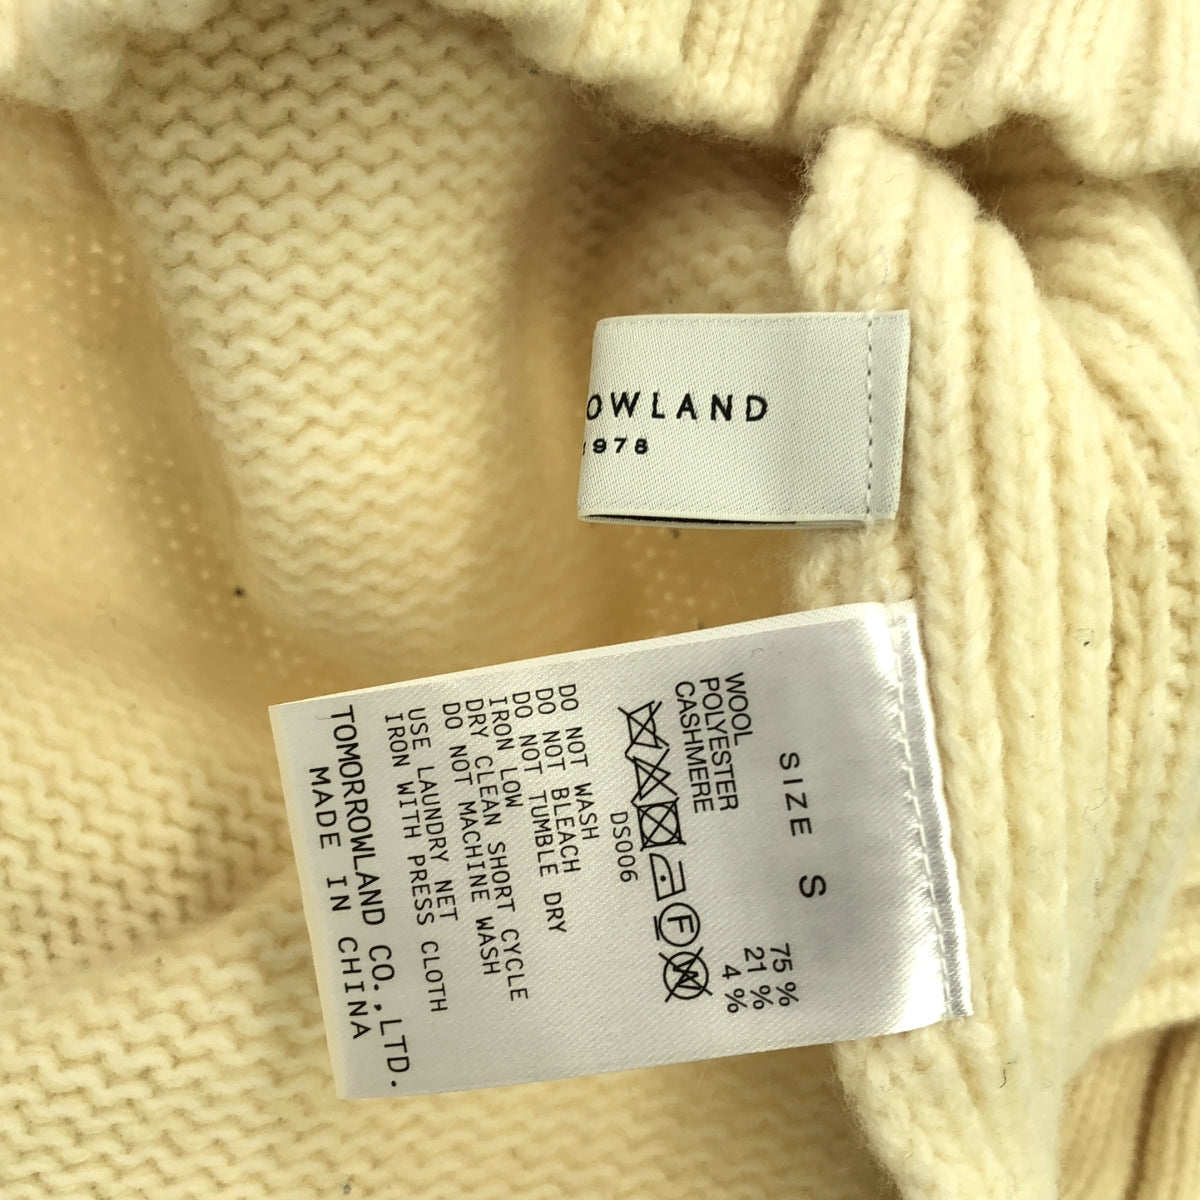 OWLAND
1978
SIZE S
WOOL 75 %
POLYESTER 21 %
CASHMERE 4 %
F W
DS006
DO NOT WASH
DO NOT BLEACH
DO NOT TUMBLE DRY
IRON LOW
DRY CLEAN SHORT CYCLE
DO NOT MACHINE WASH
USE LAUNDRY NET
IRON WITH PRESS CLOTH
TOMORROWLAND CO.,LTD.
MADE IN CHINA